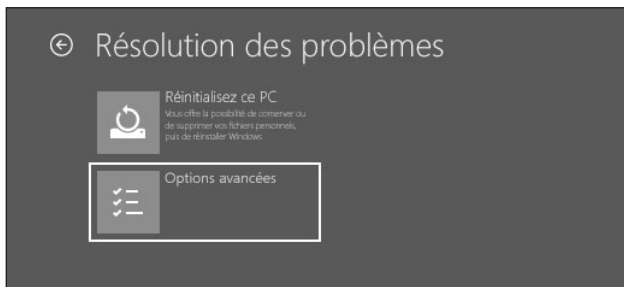 Résolution des problèmes
Réinitialisez ce PC
Vous offre la possibilité de conserver ou
de supprimer vos fichiers personnels,
puis de réinstaller Windows.
Options avancées